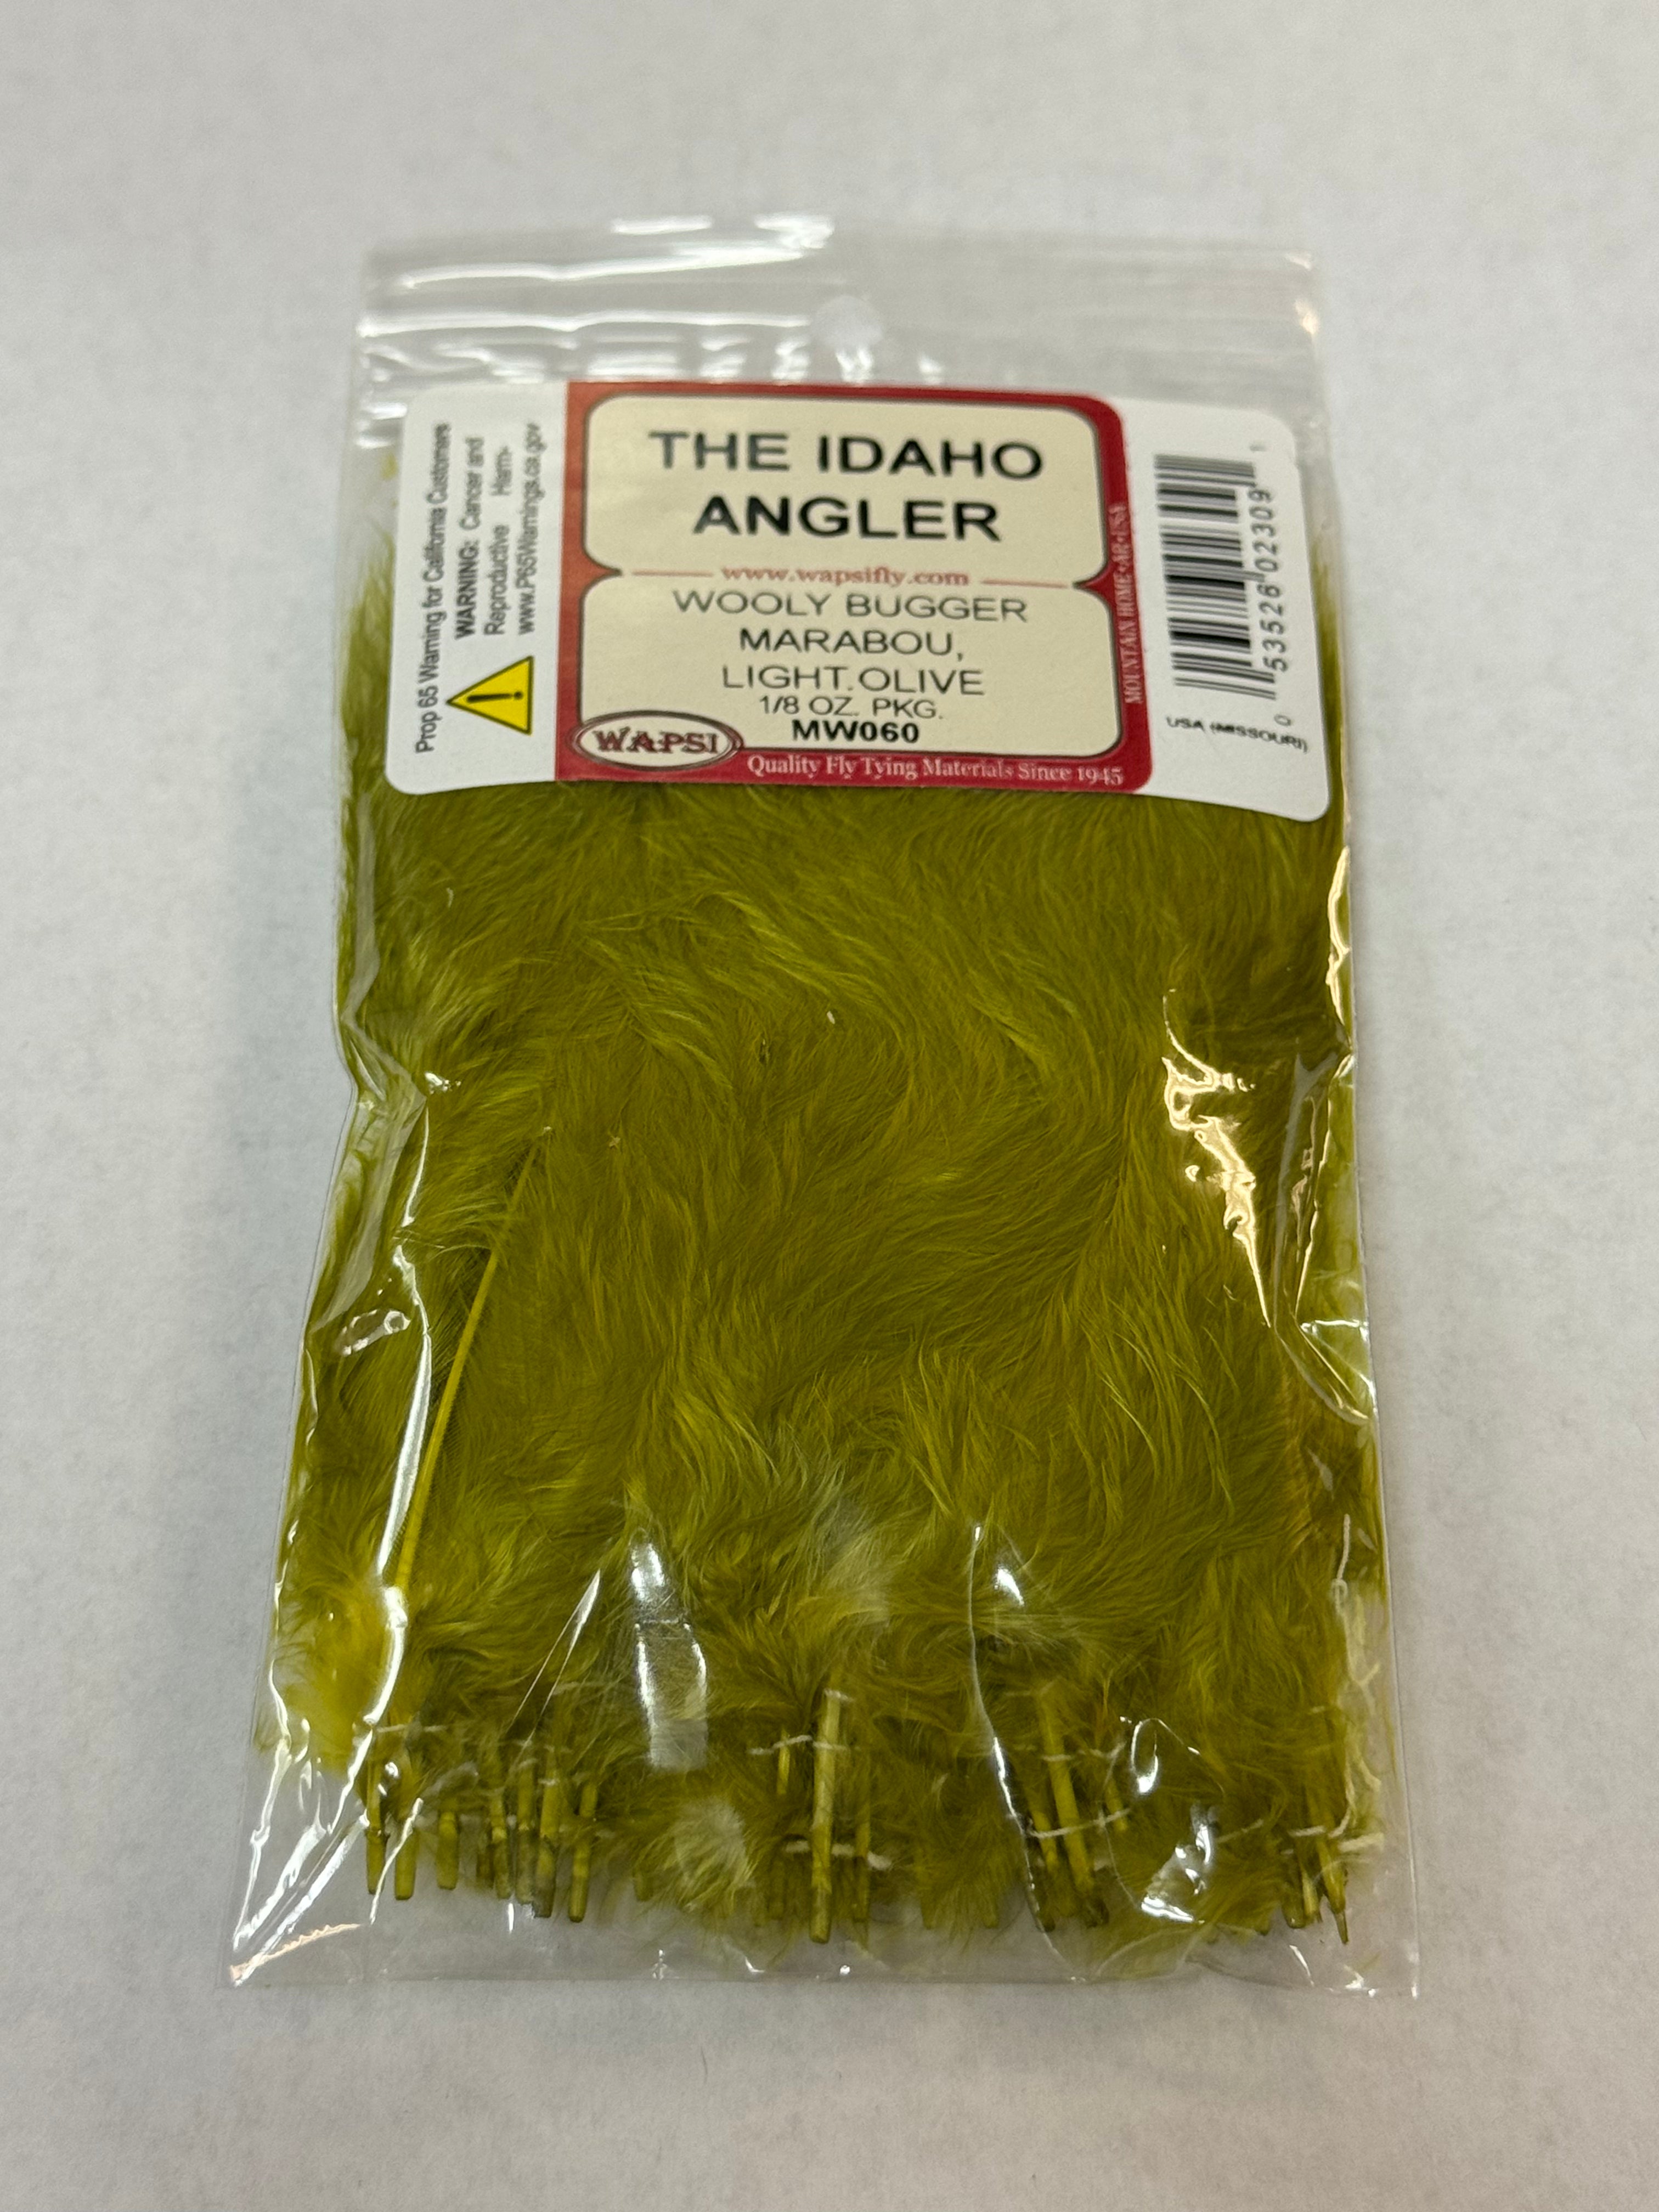 THE IDAHO
ANGLER
www.wapsifly.com
WOOLY BUGGER
MARABOU,
LIGHT OLIVE
1/8 OZ. PKG.
MW060
WAPSI
Quality Fly Tying Materials Since 1945
MOUNTAIN HOME·AR·USA
Prop 65 Warning for California Customers
WARNING: Cancer and
Reproductive Harm-
www.P65Warnings.ca.gov
0 53526 02309 1
USA (MISSOURI)